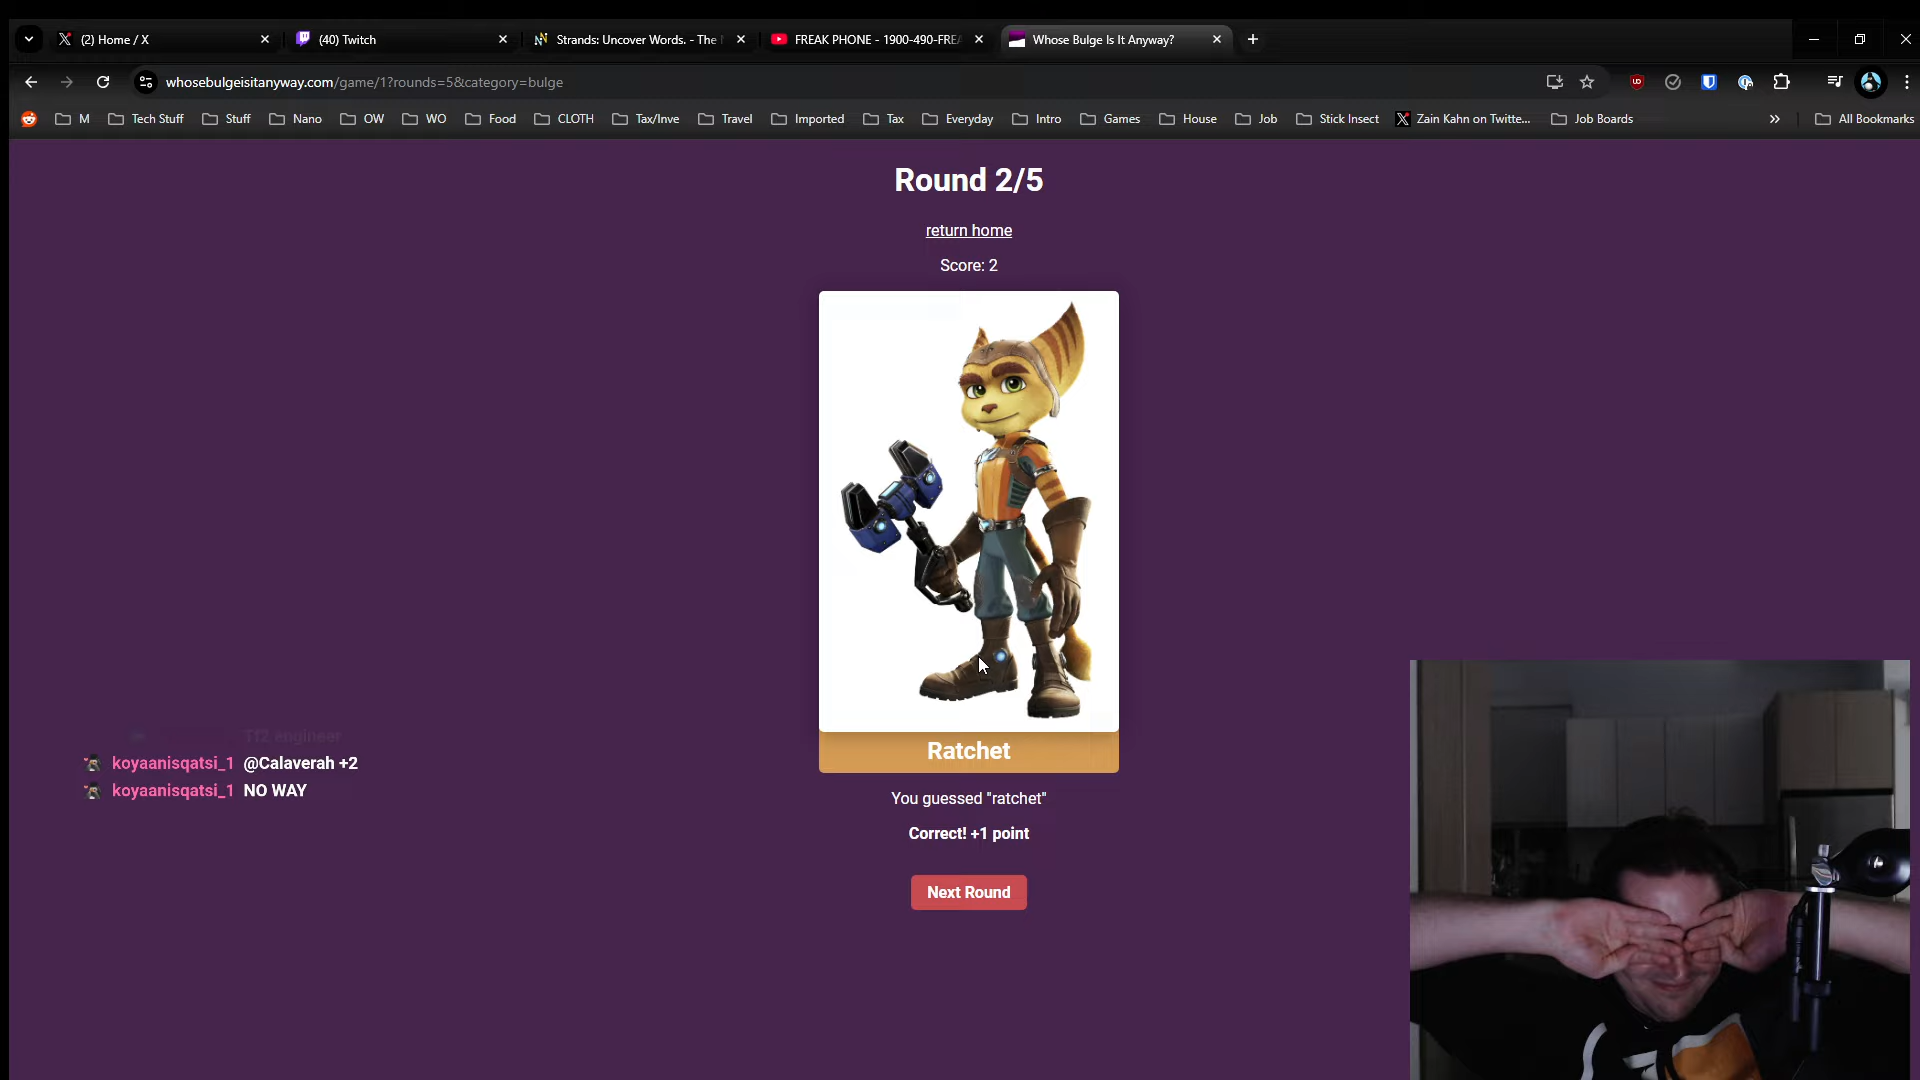 (2) Home / X
(40) Twitch
Strands: Uncover Words. - The
FREAK PHONE - 1900-490-FREA
Whose Bulge Is It Anyway?
whosebulgeisitanyway.com/game/1?rounds=5&category=bulge
M
Tech Stuff
Stuff
Nano
OW
WO
Food
CLOTH
Tax/Inve
Travel
Imported
Tax
Everyday
Intro
Games
House
Job
Stick Insect
Zain Kahn on Twitte...
Job Boards
All Bookmarks
Round 2/5
return home
Score: 2
Ratchet
You guessed "ratchet"
Correct! +1 point
Next Round
Tf2 engineer
koyaanisqatsi_1 @Calaverah +2
koyaanisqatsi_1 NO WAY